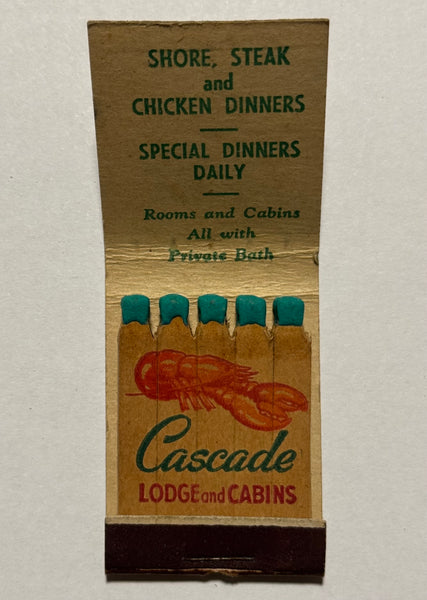 SHORE, STEAK
and
CHICKEN DINNERS
SPECIAL DINNERS
DAILY
Rooms and Cabins
All with
Private Bath
Cascade
LODGE and CABINS